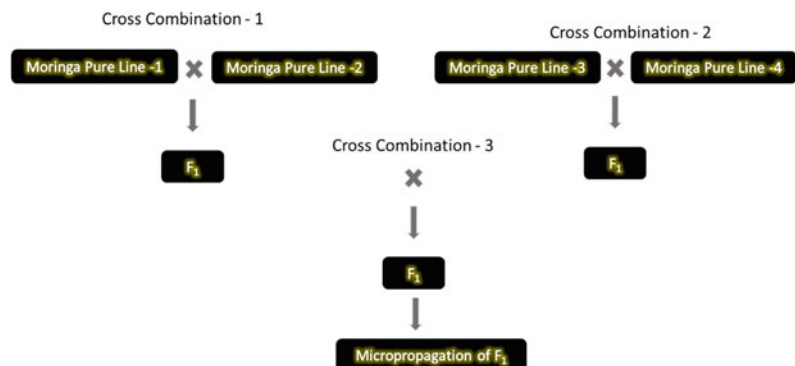 Cross Combination - 1
Cross Combination - 2
Moringa Pure Line -1
Moringa Pure Line -2
Moringa Pure Line -3
Moringa Pure Line -4
F₁
F₁
Cross Combination - 3
F₁
Micropropagation of F₁